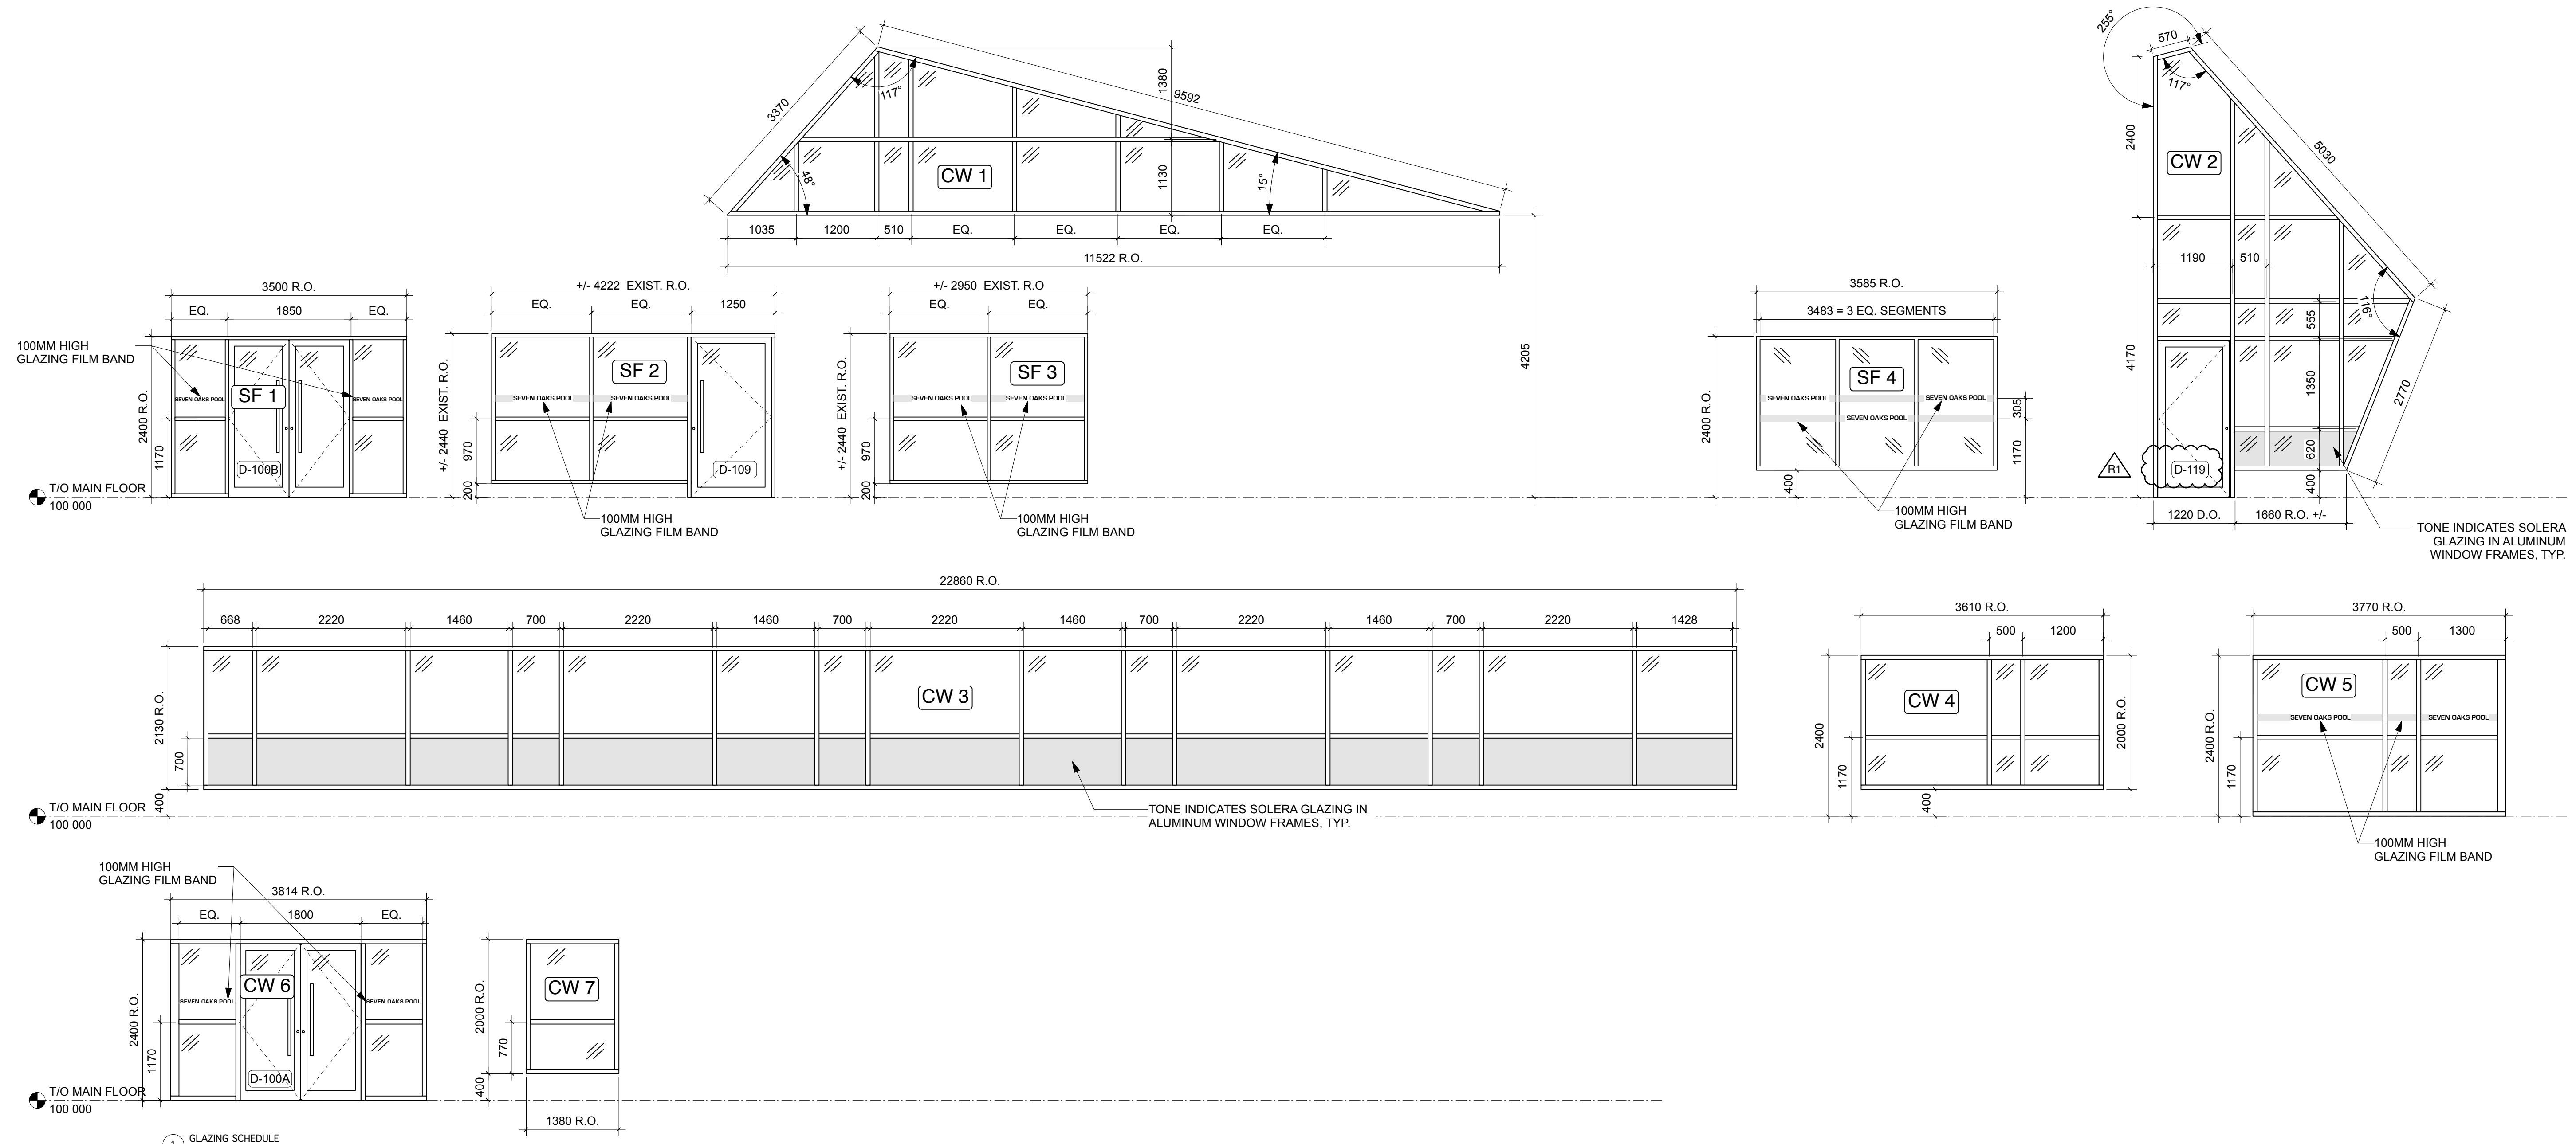 255°
570
117°
2400
5030
CW 2
3370
117°
1380
9592
CW 1
48°
1130
15°
1035
1200
510
EQ.
EQ.
EQ.
EQ.
11522 R.O.
4205
3500 R.O.
EQ.
1850
EQ.
100MM HIGH
GLAZING FILM BAND
SEVEN OAKS POOL
SF 1
SEVEN OAKS POOL
2400 R.O.
1170
D-100B
T/O MAIN FLOOR
100 000
+/- 4222  EXIST. R.O.
EQ.
EQ.
1250
SF 2
SEVEN OAKS POOL
SEVEN OAKS POOL
+/- 2440  EXIST. R.O.
970
200
D-109
100MM HIGH
GLAZING FILM BAND
+/- 2950  EXIST. R.O
EQ.
EQ.
SF 3
SEVEN OAKS POOL
SEVEN OAKS POOL
+/- 2440  EXIST. R.O.
970
200
100MM HIGH
GLAZING FILM BAND
3585 R.O.
3483 = 3 EQ. SEGMENTS
SF 4
SEVEN OAKS POOL
SEVEN OAKS POOL
SEVEN OAKS POOL
2400 R.O.
305
1170
400
100MM HIGH
GLAZING FILM BAND
1190
510
4170
555
116°
1350
2770
620
400
R1
D-119
1220 D.O.
1660 R.O. +/-
TONE INDICATES SOLERA
GLAZING IN ALUMINUM
WINDOW FRAMES, TYP.
22860 R.O.
668
2220
1460
700
2220
1460
700
2220
1460
700
2220
1460
700
2220
1428
CW 3
2130 R.O.
700
400
T/O MAIN FLOOR
100 000
TONE INDICATES SOLERA GLAZING IN
ALUMINUM WINDOW FRAMES, TYP.
3610 R.O.
500
1200
CW 4
2400
1170
2000 R.O.
400
3770 R.O.
500
1300
CW 5
SEVEN OAKS POOL
SEVEN OAKS POOL
2400 R.O.
1170
100MM HIGH
GLAZING FILM BAND
100MM HIGH
GLAZING FILM BAND
3814 R.O.
EQ.
1800
EQ.
CW 6
SEVEN OAKS POOL
SEVEN OAKS POOL
2400 R.O.
1170
D-100A
T/O MAIN FLOOR
100 000
CW 7
2000 R.O.
770
400
1380 R.O.
GLAZING SCHEDULE